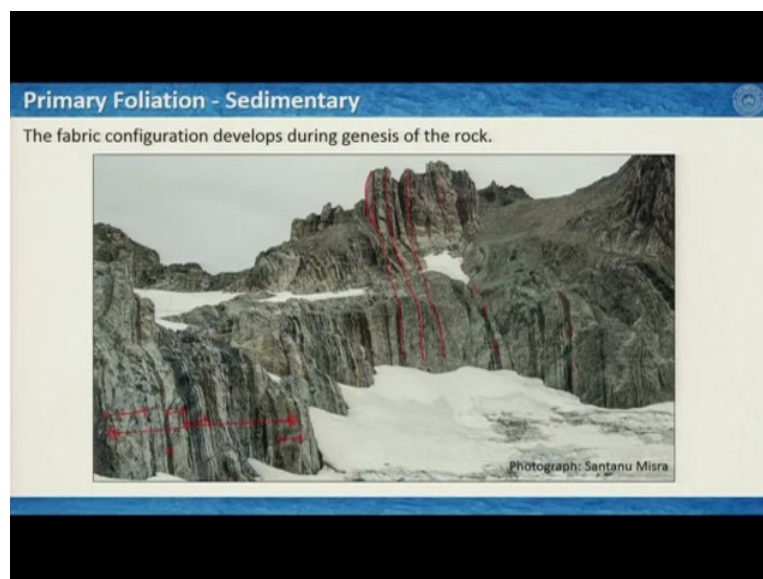 Primary Foliation - Sedimentary
The fabric configuration develops during genesis of the rock.
Photograph: Santanu Misra